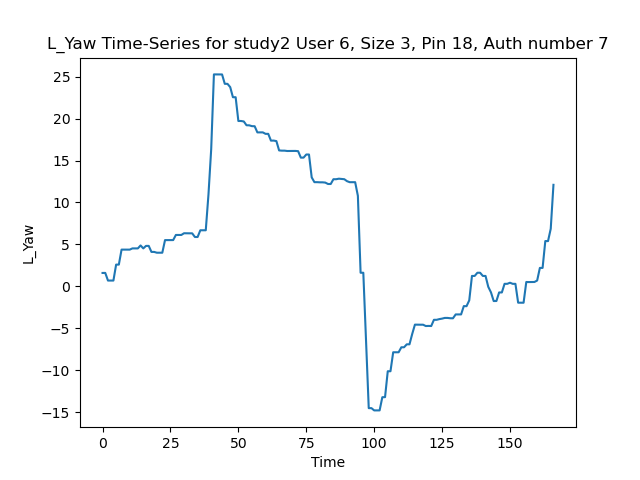 L_Yaw Time-Series for study2 User 6, Size 3, Pin 18, Auth number 7
25
20
15
10
5
0
−5
−10
−15
L_Yaw
0 25 50 75 100 125 150
Time